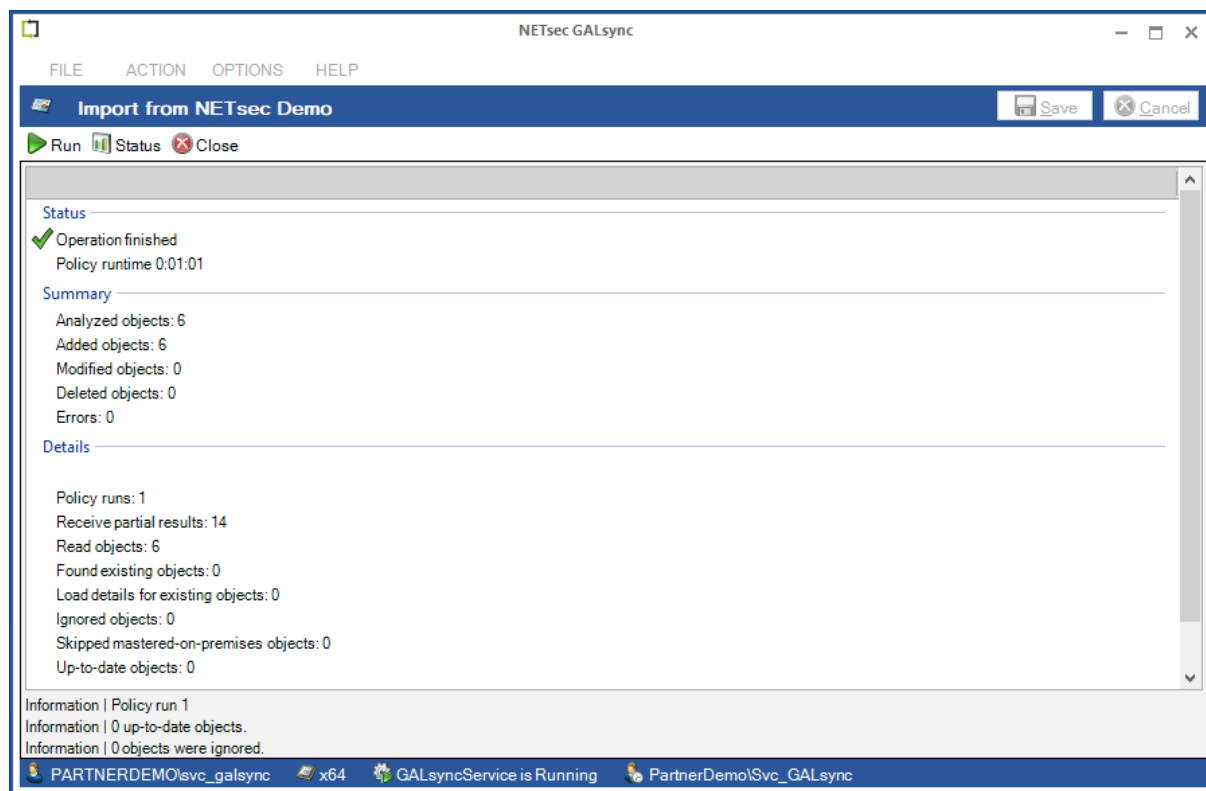 NETsec GALsync
FILE ACTION OPTIONS HELP
Import from NETsec Demo
Save Cancel
Run Status Close
Status
Operation finished
Policy runtime 0:01:01
Summary
Analyzed objects: 6
Added objects: 6
Modified objects: 0
Deleted objects: 0
Errors: 0
Details
Policy runs: 1
Receive partial results: 14
Read objects: 6
Found existing objects: 0
Load details for existing objects: 0
Ignored objects: 0
Skipped mastered-on-premises objects: 0
Up-to-date objects: 0
Information | Policy run 1
Information | 0 up-to-date objects.
Information | 0 objects were ignored.
PARTNERDEMO\svc_galsync x64 GALsyncService is Running PartnerDemo\Svc_GALsync